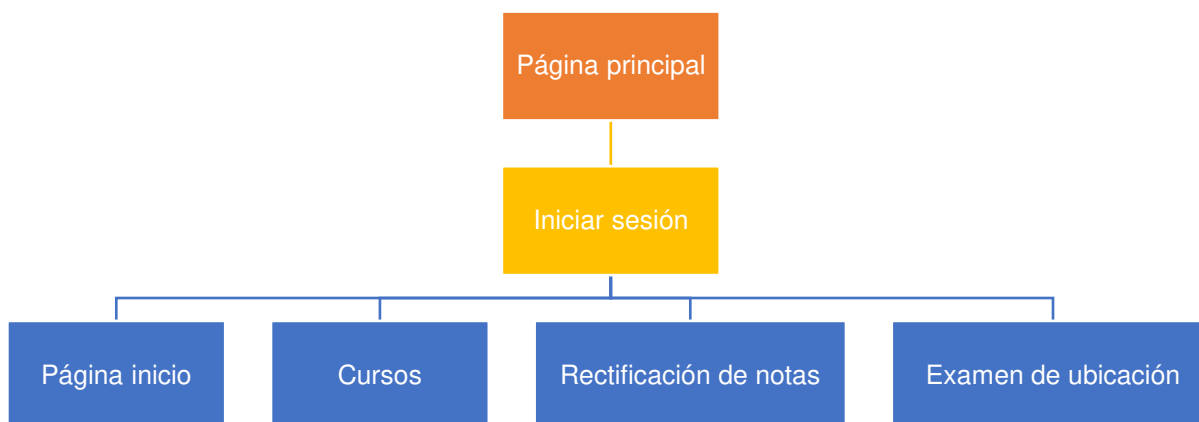 Página principal
Iniciar sesión
Página inicio
Cursos
Rectificación de notas
Examen de ubicación